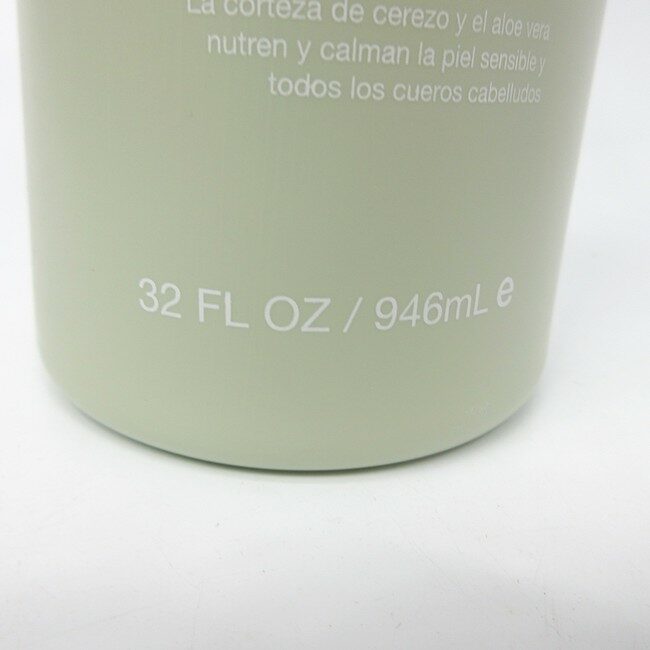 La corteza de cerezo y el aloe vera
nutren y calman la piel sensible y
todos los cueros cabelludos
32 FL OZ / 946mL ℮